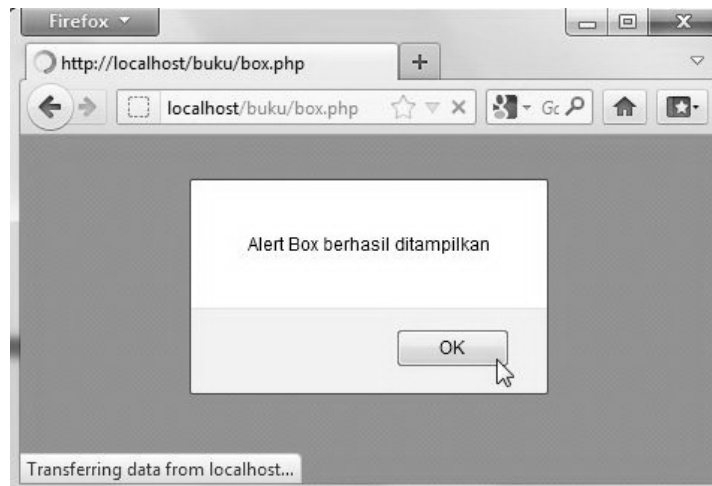 Firefox
http://localhost/buku/box.php
localhost/buku/box.php
Gc
Alert Box berhasil ditampilkan
OK
Transferring data from localhost...